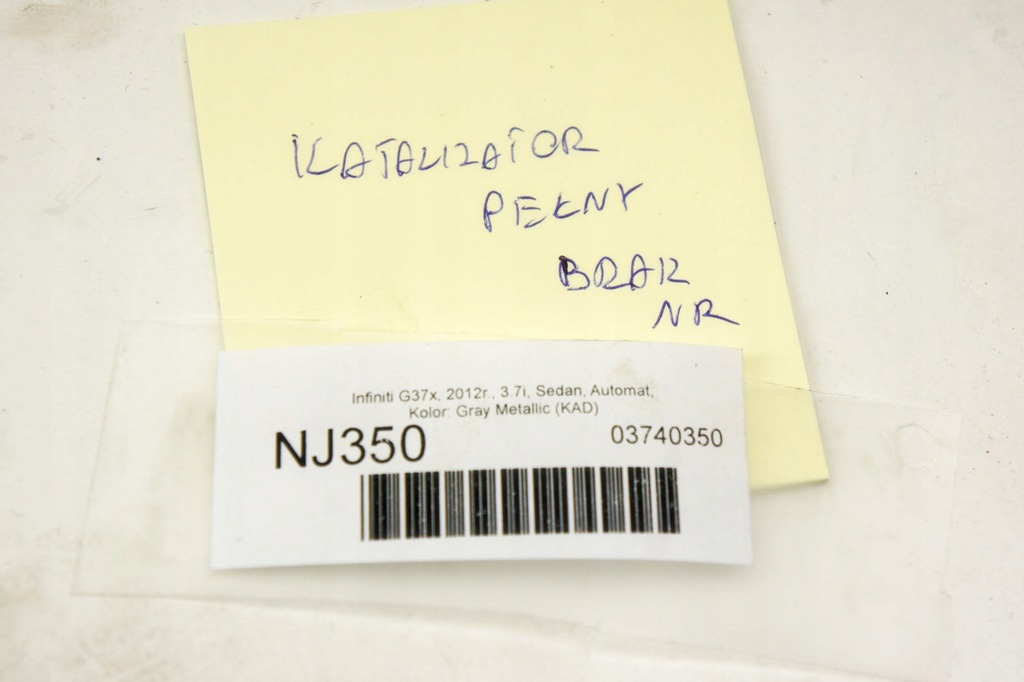 KATALIZATOR
PEŁNY
BRAK
NR
Infiniti G37x, 2012r., 3.7i, Sedan, Automat,
Kolor: Gray Metallic (KAD)
NJ350
03740350